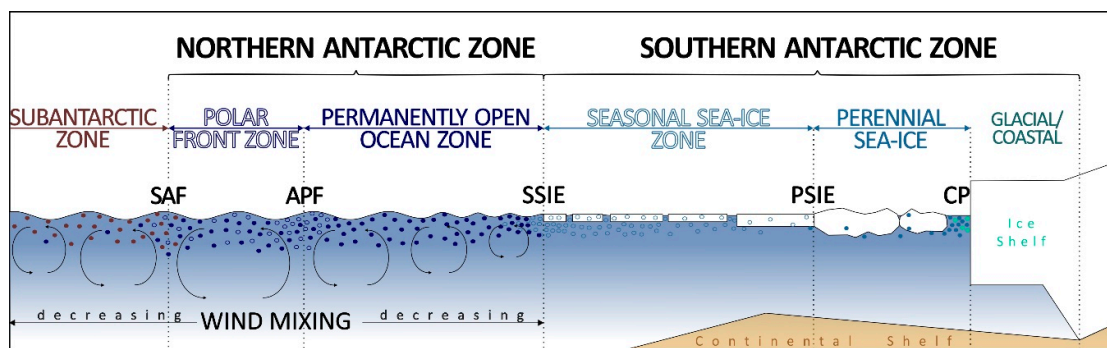 NORTHERN ANTARCTIC ZONE
SOUTHERN ANTARCTIC ZONE
SUBANTARCTIC
ZONE
POLAR
FRONT ZONE
PERMANENTLY OPEN
OCEAN ZONE
SEASONAL SEA-ICE
ZONE
PERENNIAL
SEA-ICE
GLACIAL/
COASTAL
SAF
APF
SSIE
PSIE
CP
Ice
Shelf
decreasing WIND MIXING decreasing
Continental Shelf